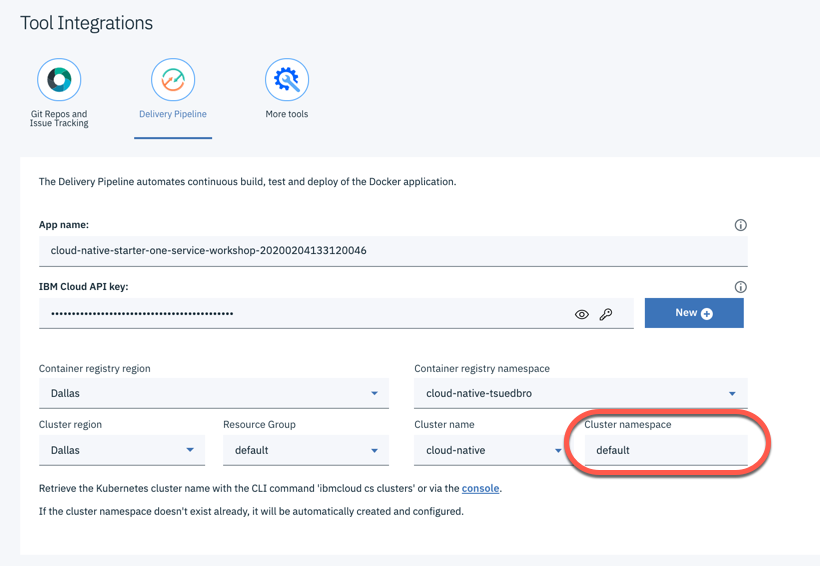 Tool Integrations
Git Repos and
Issue Tracking
Delivery Pipeline
More tools
The Delivery Pipeline automates continuous build, test and deploy of the Docker application.
App name:
cloud-native-starter-one-service-workshop-20200204133120046
IBM Cloud API key:
••••••••••••••••••••••••••••••••••••••••••••
New
Container registry region
Container registry namespace
Dallas
cloud-native-tsuedbro
Cluster region
Resource Group
Cluster name
Cluster namespace
Dallas
default
cloud-native
default
Retrieve the Kubernetes cluster name with the CLI command 'ibmcloud cs clusters' or via the console.
If the cluster namespace doesn't exist already, it will be automatically created and configured.